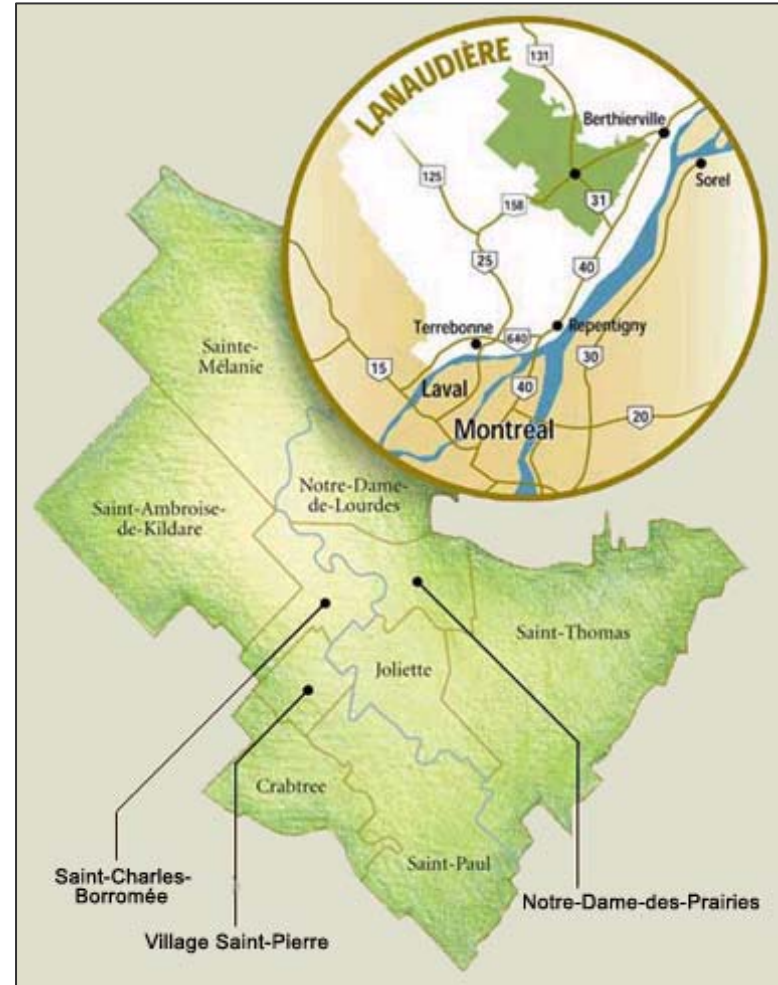 LANAUDIÈRE
131
Berthierville
Sorel
125
158
31
25
40
Terrebonne
640
Repentigny
15
30
Laval
40
20
Montréal
Sainte-
Mélanie
Notre-Dame-
de-Lourdes
Saint-Ambroise-
de-Kildare
Saint-Thomas
Joliette
Crabtree
Saint-Paul
Saint-Charles-
Borromée
Notre-Dame-des-Prairies
Village Saint-Pierre